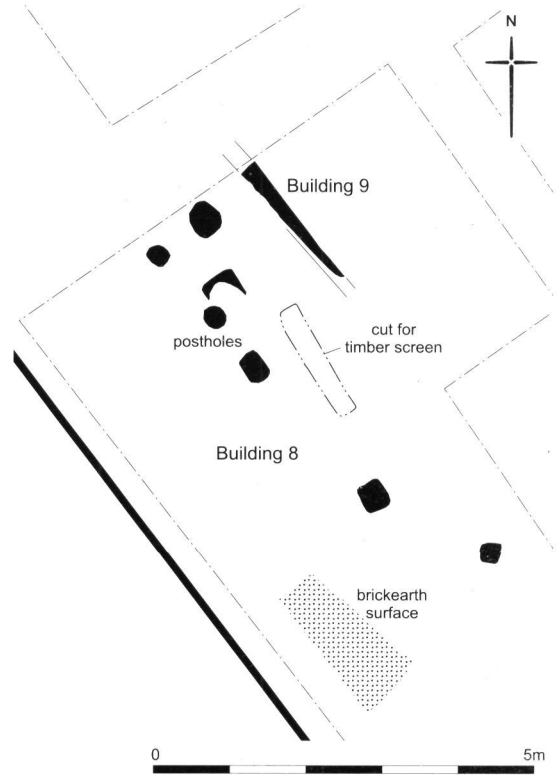 N
Building 9
postholes
cut for
timber screen
Building 8
brickearth
surface
0
5m